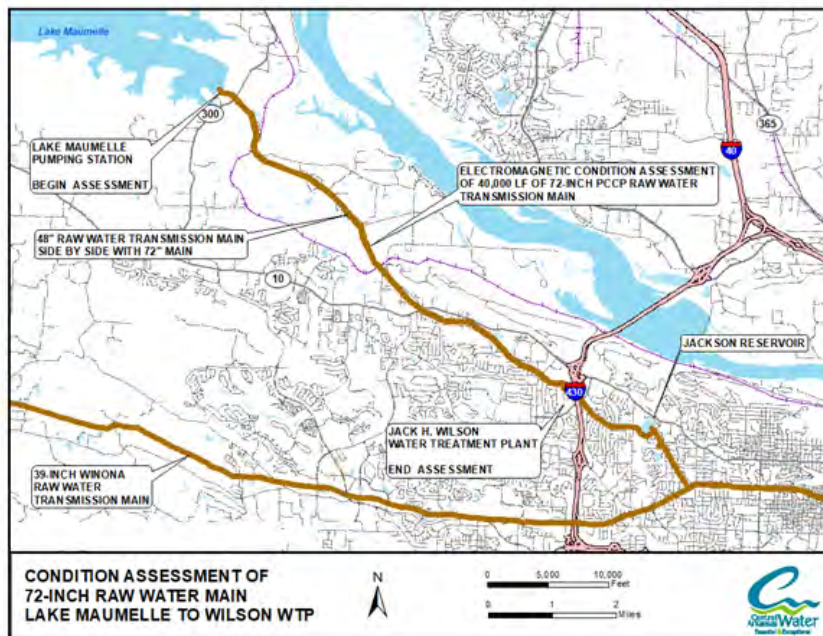 Lake Maumelle
LAKE MAUMELLE
PUMPING STATION
BEGIN ASSESSMENT
300
365
40
ELECTROMAGNETIC CONDITION ASSESSMENT
OF 40,000 LF OF 72-INCH PCCP RAW WATER
TRANSMISSION MAIN
48" RAW WATER TRANSMISSION MAIN
SIDE BY SIDE WITH 72" MAIN
10
JACKSON RESERVOIR
430
JACK H. WILSON
WATER TREATMENT PLANT
END ASSESSMENT
39-INCH WINONA
RAW WATER
TRANSMISSION MAIN
CONDITION ASSESSMENT OF
72-INCH RAW WATER MAIN
LAKE MAUMELLE TO WILSON WTP
N
0 5,000 10,000
Feet
0 1 2
Miles
Central
Arkansas Water